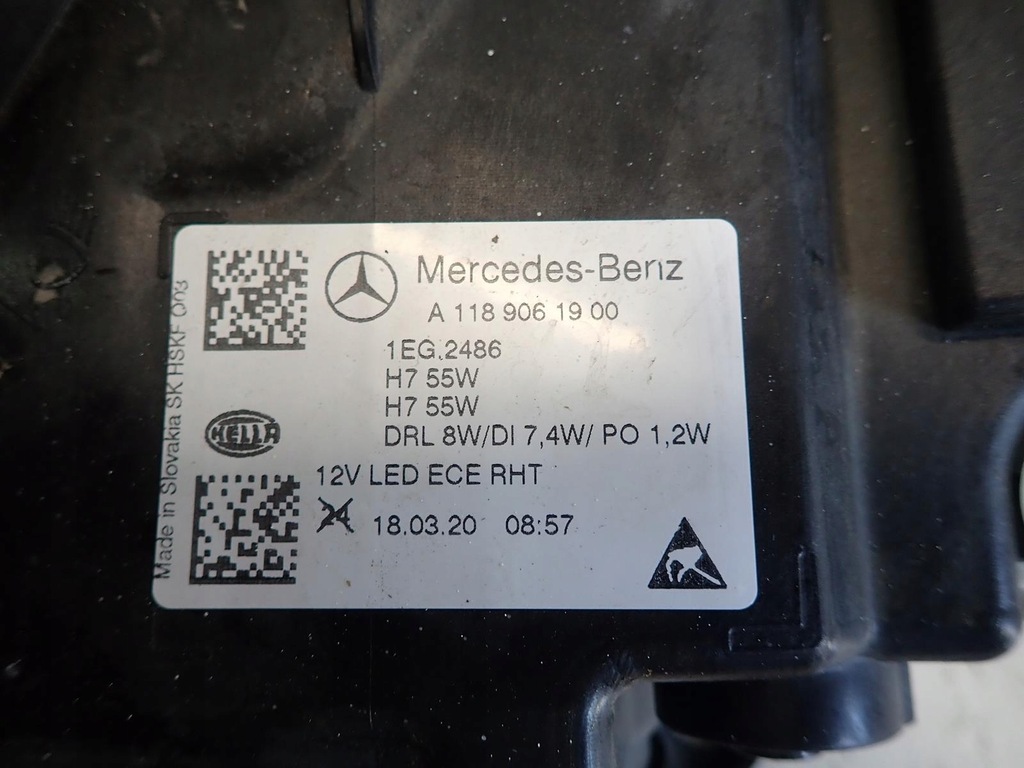 Mercedes-Benz
A 118 906 19 00
1EG.2486
H7 55W
H7 55W
DRL 8W/DI 7,4W/ PO 1,2W
HELLA
12V LED ECE RHT
24 18.03.20 08:57
Made in Slovakia SK HSKF 003